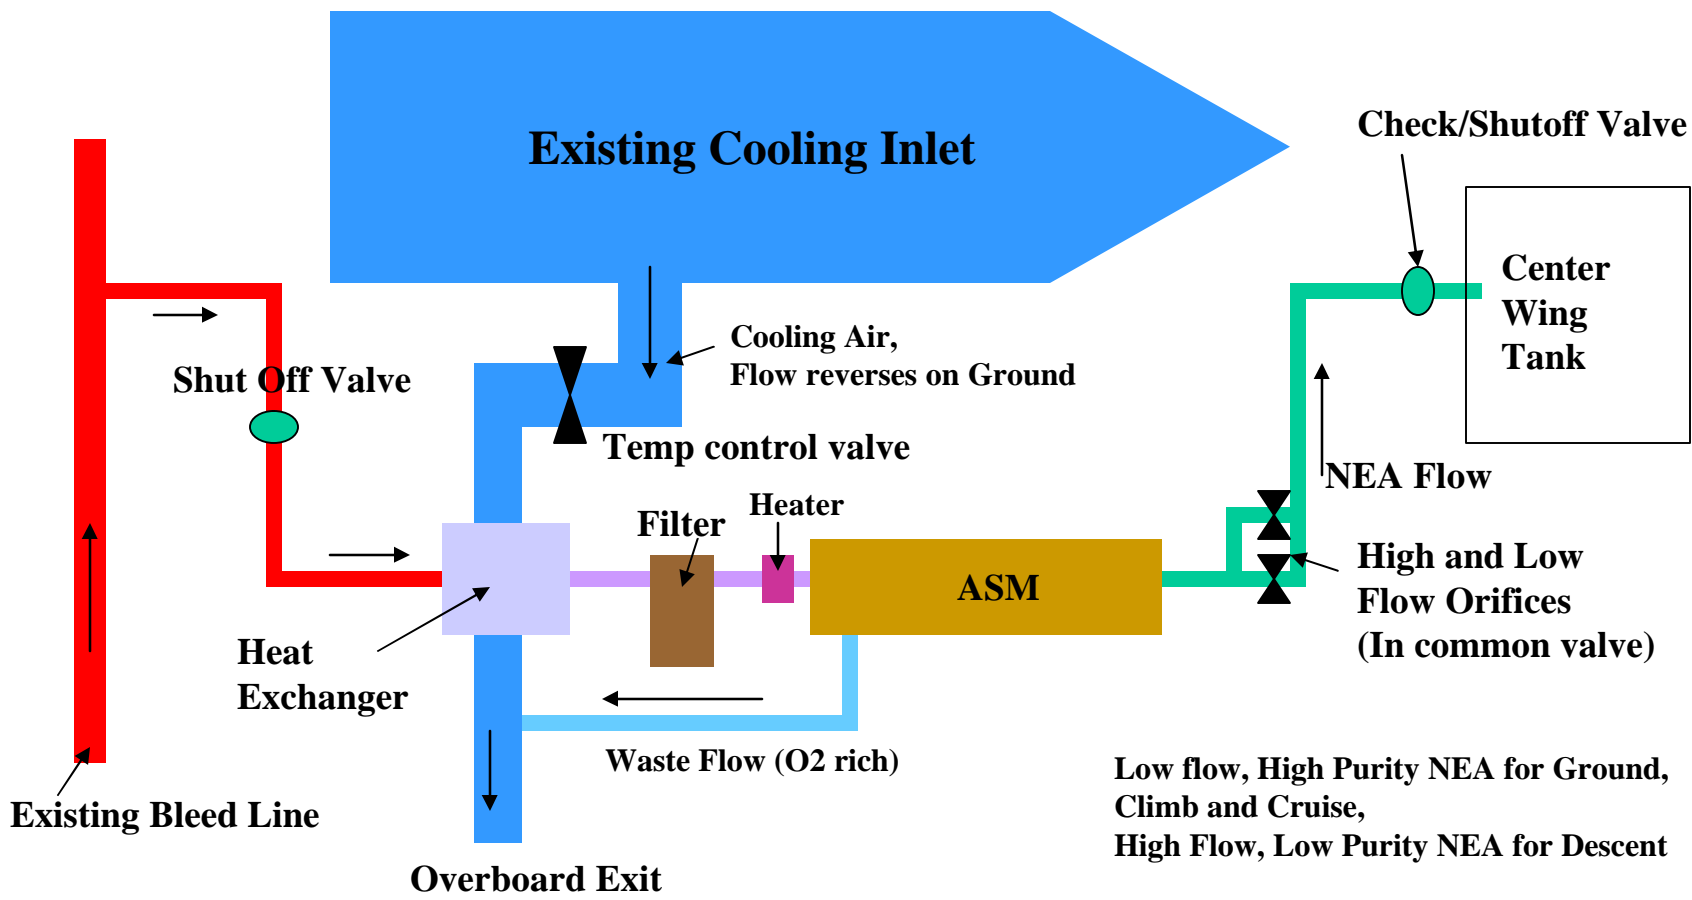 Existing Cooling Inlet
Check/Shutoff Valve
Center
Wing
Tank
Cooling Air,
Flow reverses on Ground
Shut Off Valve
Temp control valve
NEA Flow
Heater
Filter
High and Low
Flow Orifices
(In common valve)
ASM
Heat
Exchanger
Waste Flow (O2 rich)
Low flow, High Purity NEA for Ground,
Climb and Cruise,
High Flow, Low Purity NEA for Descent
Existing Bleed Line
Overboard Exit